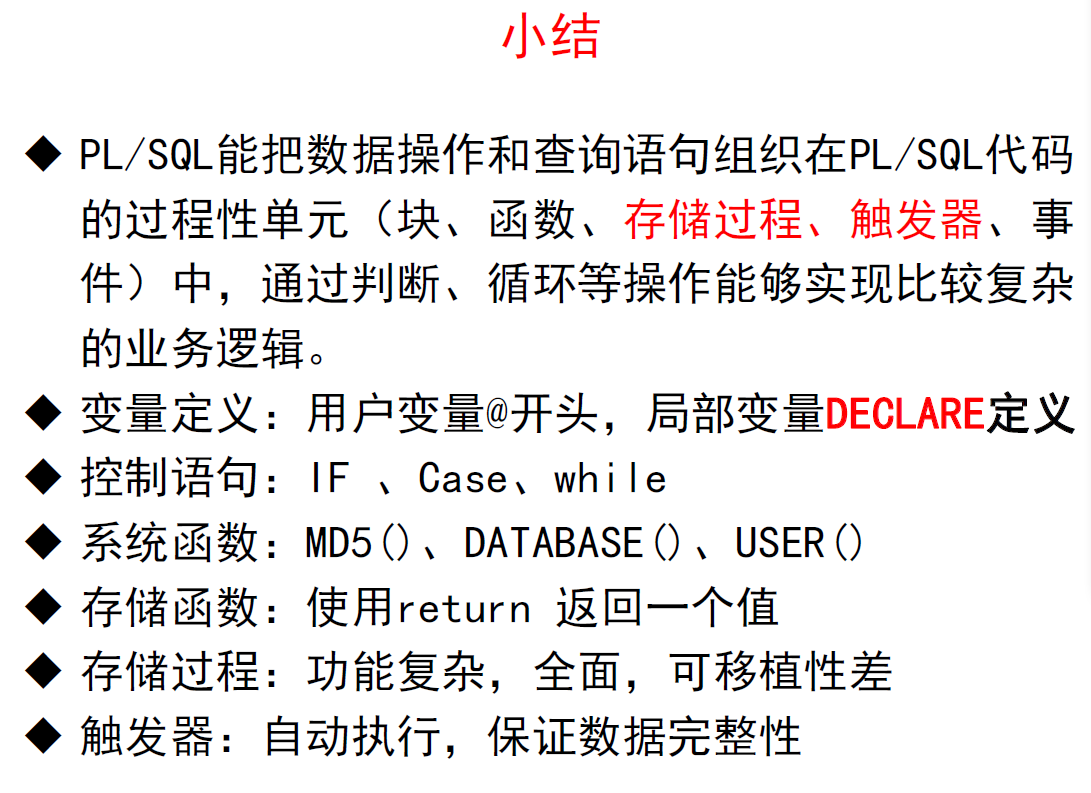 小结
◆ PL/SQL能把数据操作和查询语句组织在PL/SQL代码
的过程性单元（块、函数、存储过程、触发器、事
件）中，通过判断、循环等操作能够实现比较复杂
的业务逻辑。
◆ 变量定义：用户变量@开头，局部变量DECLARE定义
◆ 控制语句：IF 、Case、while
◆ 系统函数：MD5()、DATABASE()、USER()
◆ 存储函数：使用return 返回一个值
◆ 存储过程：功能复杂，全面，可移植性差
◆ 触发器：自动执行，保证数据完整性